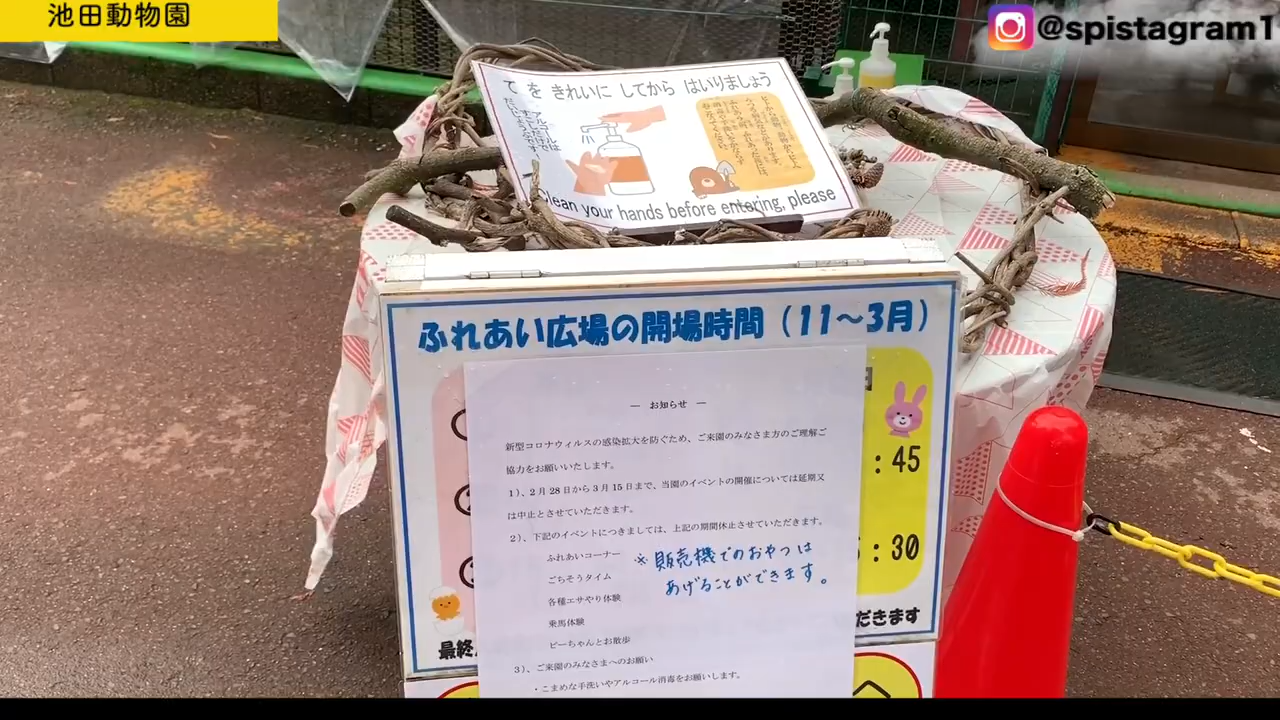 池田動物園
@spistagram1
て を きれいに してから はいりましょう
アルコールは
Clean your hands before entering, please
ふれあい広場の開場時間(11～3月)
― お知らせ ―
新型コロナウィルスの感染拡大を防ぐため、ご来園のみなさま方のご理解ご
協力をお願いいたします。
1)、2月28日から3月15日まで、当園のイベントの開催については延期又
は中止とさせていただきます。
2)、下記のイベントにつきましては、上記の期間休止させていただきます。
ふれあいコーナー
ごちそうタイム
各種エサやり体験
乗馬体験
ビーちゃんとお散歩
※販売機でのおやつは
あげることができます。
3)、ご来園のみなさまへのお願い
・こまめな手洗いやアルコール消毒をお願いします。
:45
:30
最終
だきます